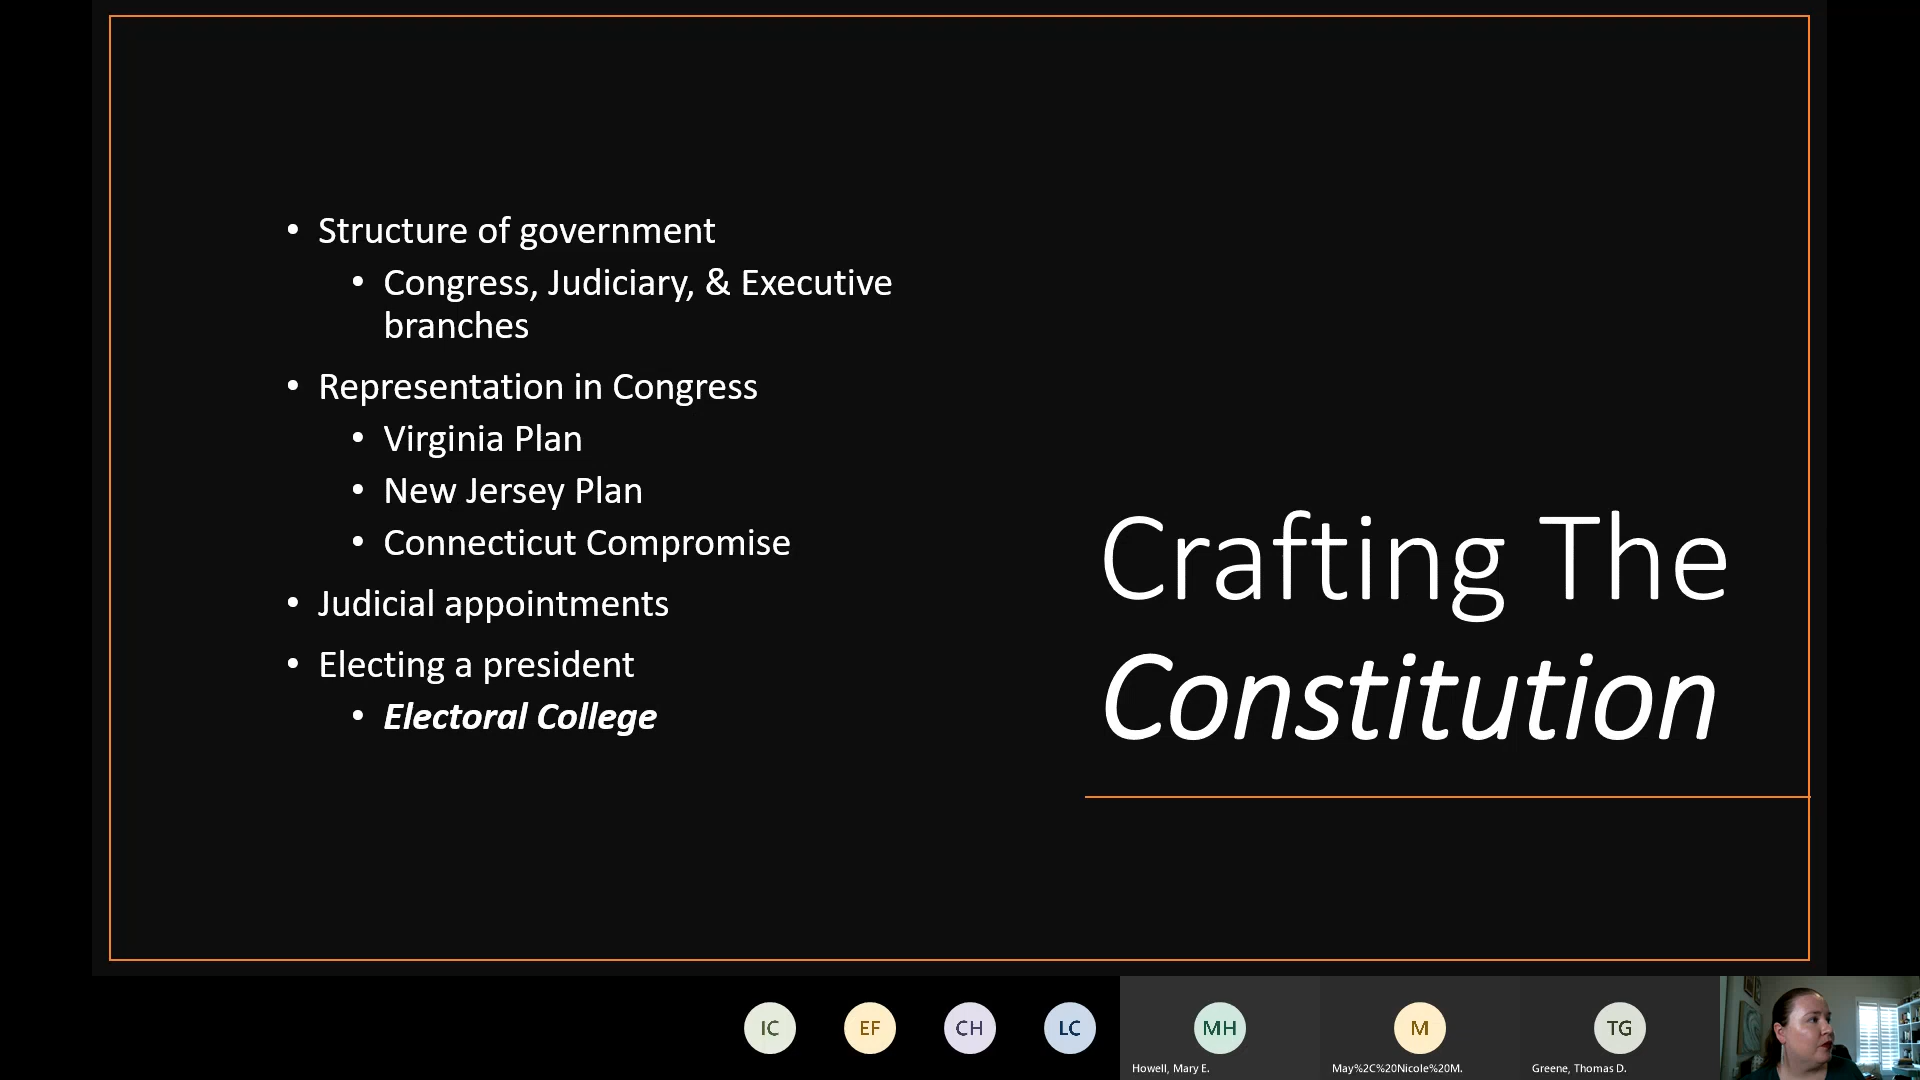 • Structure of government
• Congress, Judiciary, & Executive
branches
• Representation in Congress
• Virginia Plan
• New Jersey Plan
• Connecticut Compromise
• Judicial appointments
• Electing a president
• Electoral College
Crafting The
Constitution
IC
EF
CH
LC
MH
M
TG
Howell, Mary E.
May%2C%20Nicole%20M.
Greene, Thomas D.